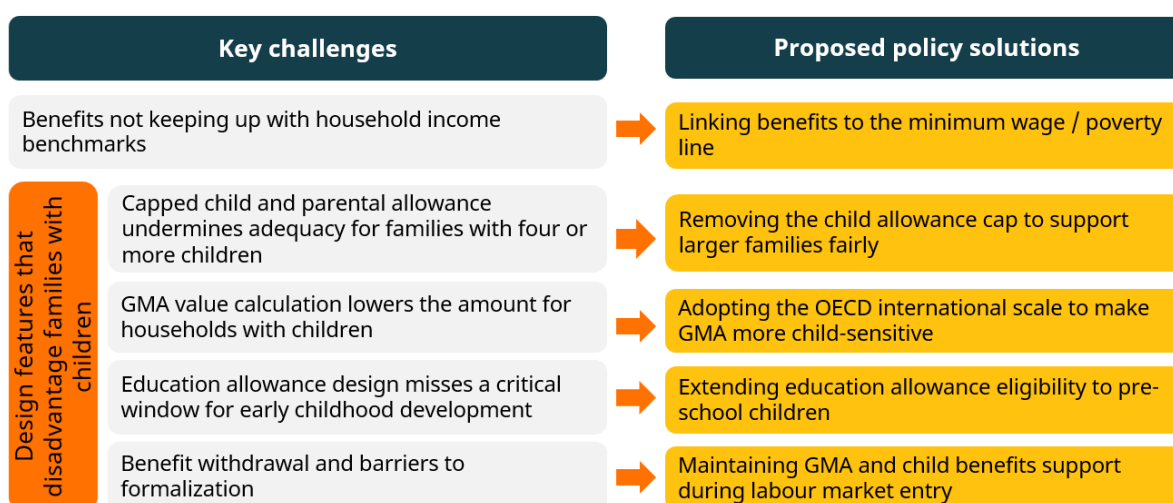 Key challenges
Proposed policy solutions
Benefits not keeping up with household income
benchmarks
Linking benefits to the minimum wage / poverty
line
Design features that
disadvantage families with
children
Capped child and parental allowance
undermines adequacy for families with four or
more children
Removing the child allowance cap to support
larger families fairly
GMA value calculation lowers the amount for
households with children
Adopting the OECD international scale to make
GMA more child-sensitive
Education allowance design misses a critical
window for early childhood development
Extending education allowance eligibility to pre-
school children
Benefit withdrawal and barriers to
formalization
Maintaining GMA and child benefits support
during labour market entry